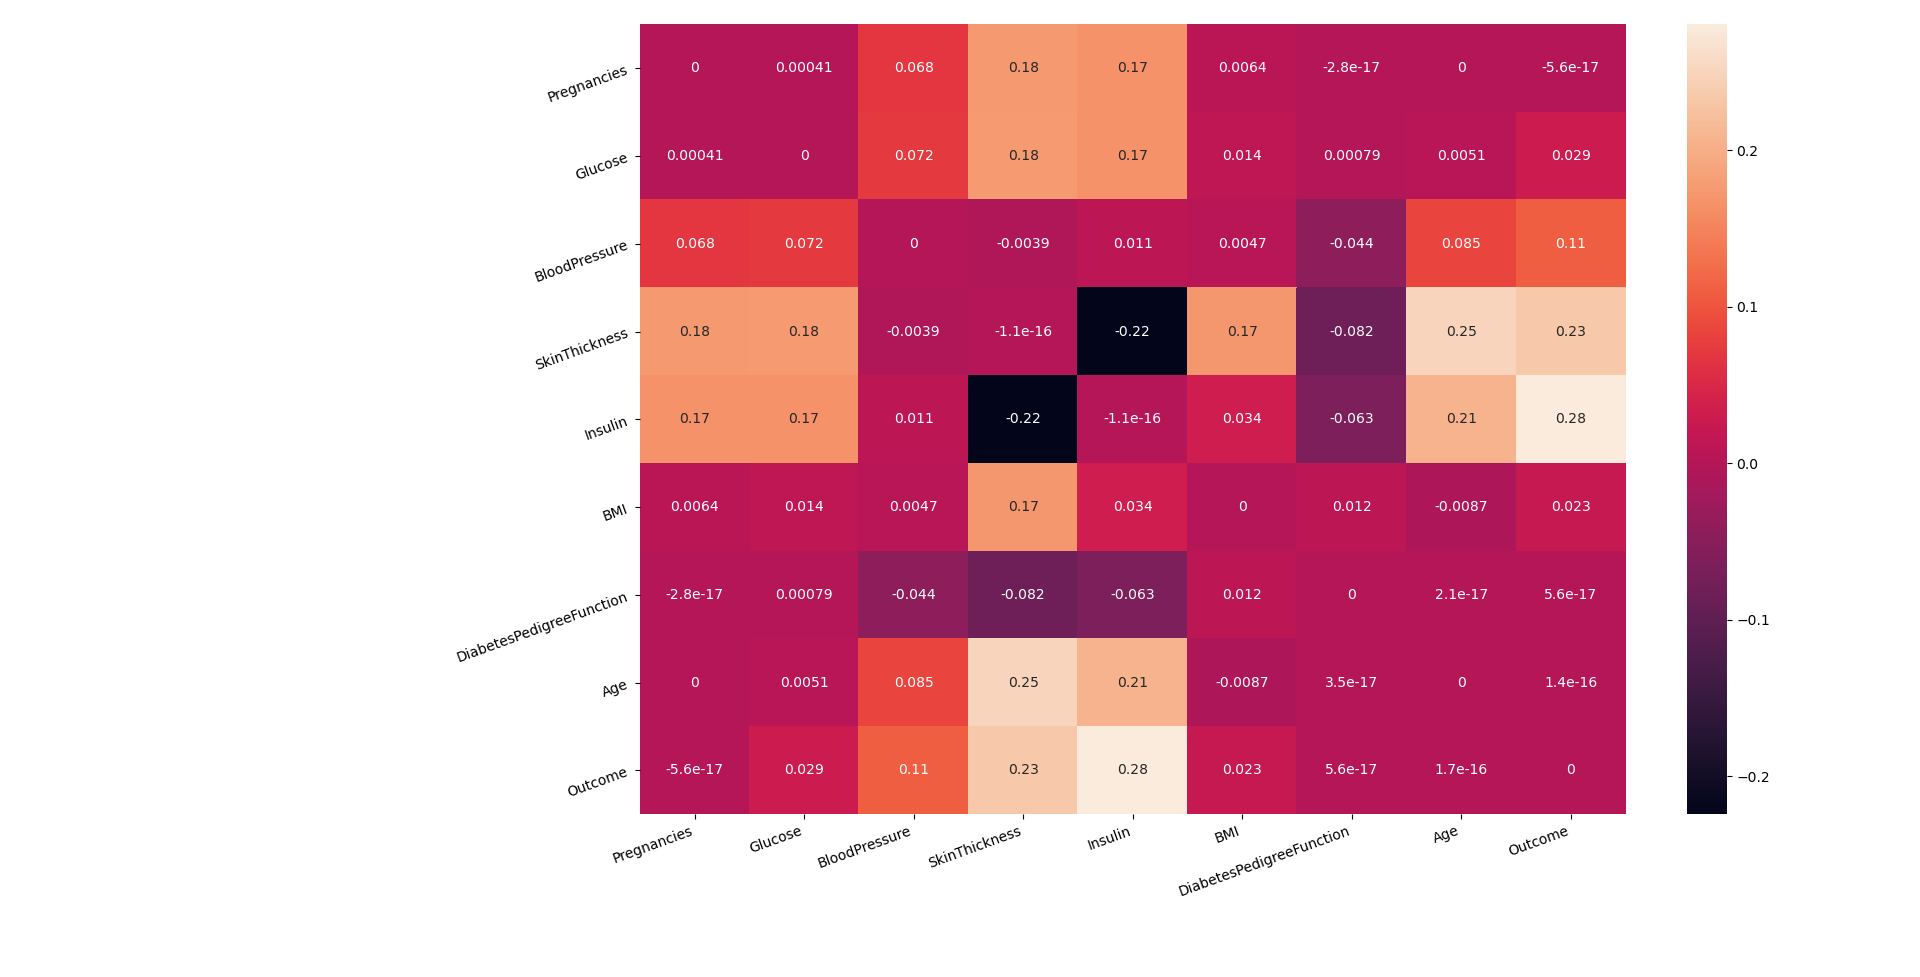 Pregnancies 0 0.00041 0.068 0.18 0.17 0.0064 -2.8e-17 0 -5.6e-17
Glucose 0.00041 0 0.072 0.18 0.17 0.014 0.00079 0.0051 0.029
BloodPressure 0.068 0.072 0 -0.0039 0.011 0.0047 -0.044 0.085 0.11
SkinThickness 0.18 0.18 -0.0039 -1.1e-16 -0.22 0.17 -0.082 0.25 0.23
Insulin 0.17 0.17 0.011 -0.22 -1.1e-16 0.034 -0.063 0.21 0.28
BMI 0.0064 0.014 0.0047 0.17 0.034 0 0.012 -0.0087 0.023
DiabetesPedigreeFunction -2.8e-17 0.00079 -0.044 -0.082 -0.063 0.012 0 2.1e-17 5.6e-17
Age 0 0.0051 0.085 0.25 0.21 -0.0087 3.5e-17 0 1.4e-16
Outcome -5.6e-17 0.029 0.11 0.23 0.28 0.023 5.6e-17 1.7e-16 0
Pregnancies Glucose BloodPressure SkinThickness Insulin BMI DiabetesPedigreeFunction Age Outcome
0.2
0.1
0.0
−0.1
−0.2